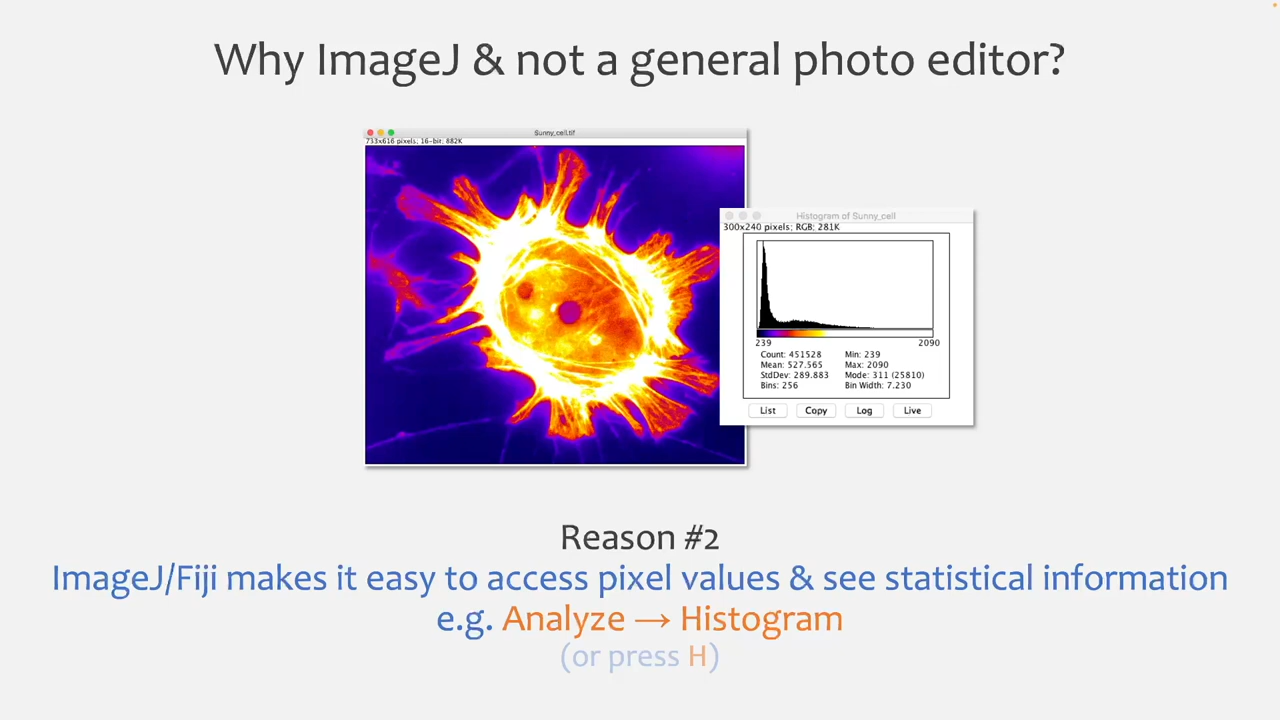 Why ImageJ & not a general photo editor?
Sunny_cell.tif
733x616 pixels; 16-bit; 882K
Histogram of Sunny_cell
300x240 pixels; RGB; 281K
239 2090
Count: 451528 Min: 239
Mean: 527.565 Max: 2090
StdDev: 289.883 Mode: 311 (25810)
Bins: 256 Bin Width: 7.230
List Copy Log Live
Reason #2
ImageJ/Fiji makes it easy to access pixel values & see statistical information
e.g. Analyze → Histogram
(or press H)